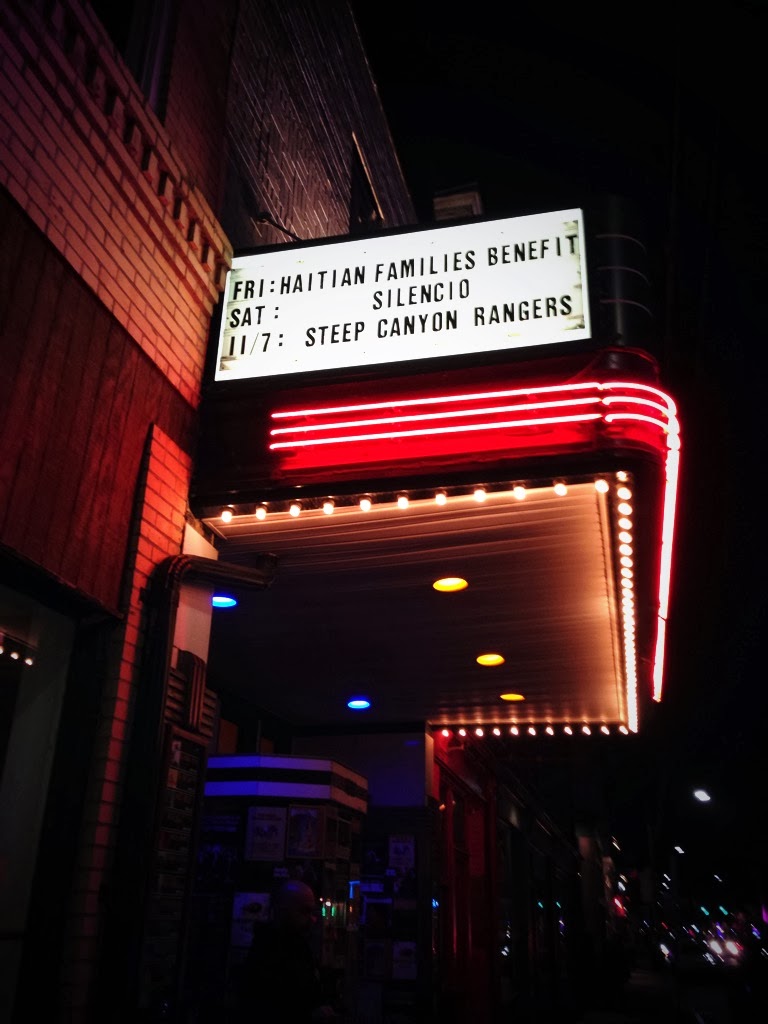 FRI: HAITIAN FAMILIES BENEFIT
SAT: SILENCIO
11/7: STEEP CANYON RANGERS